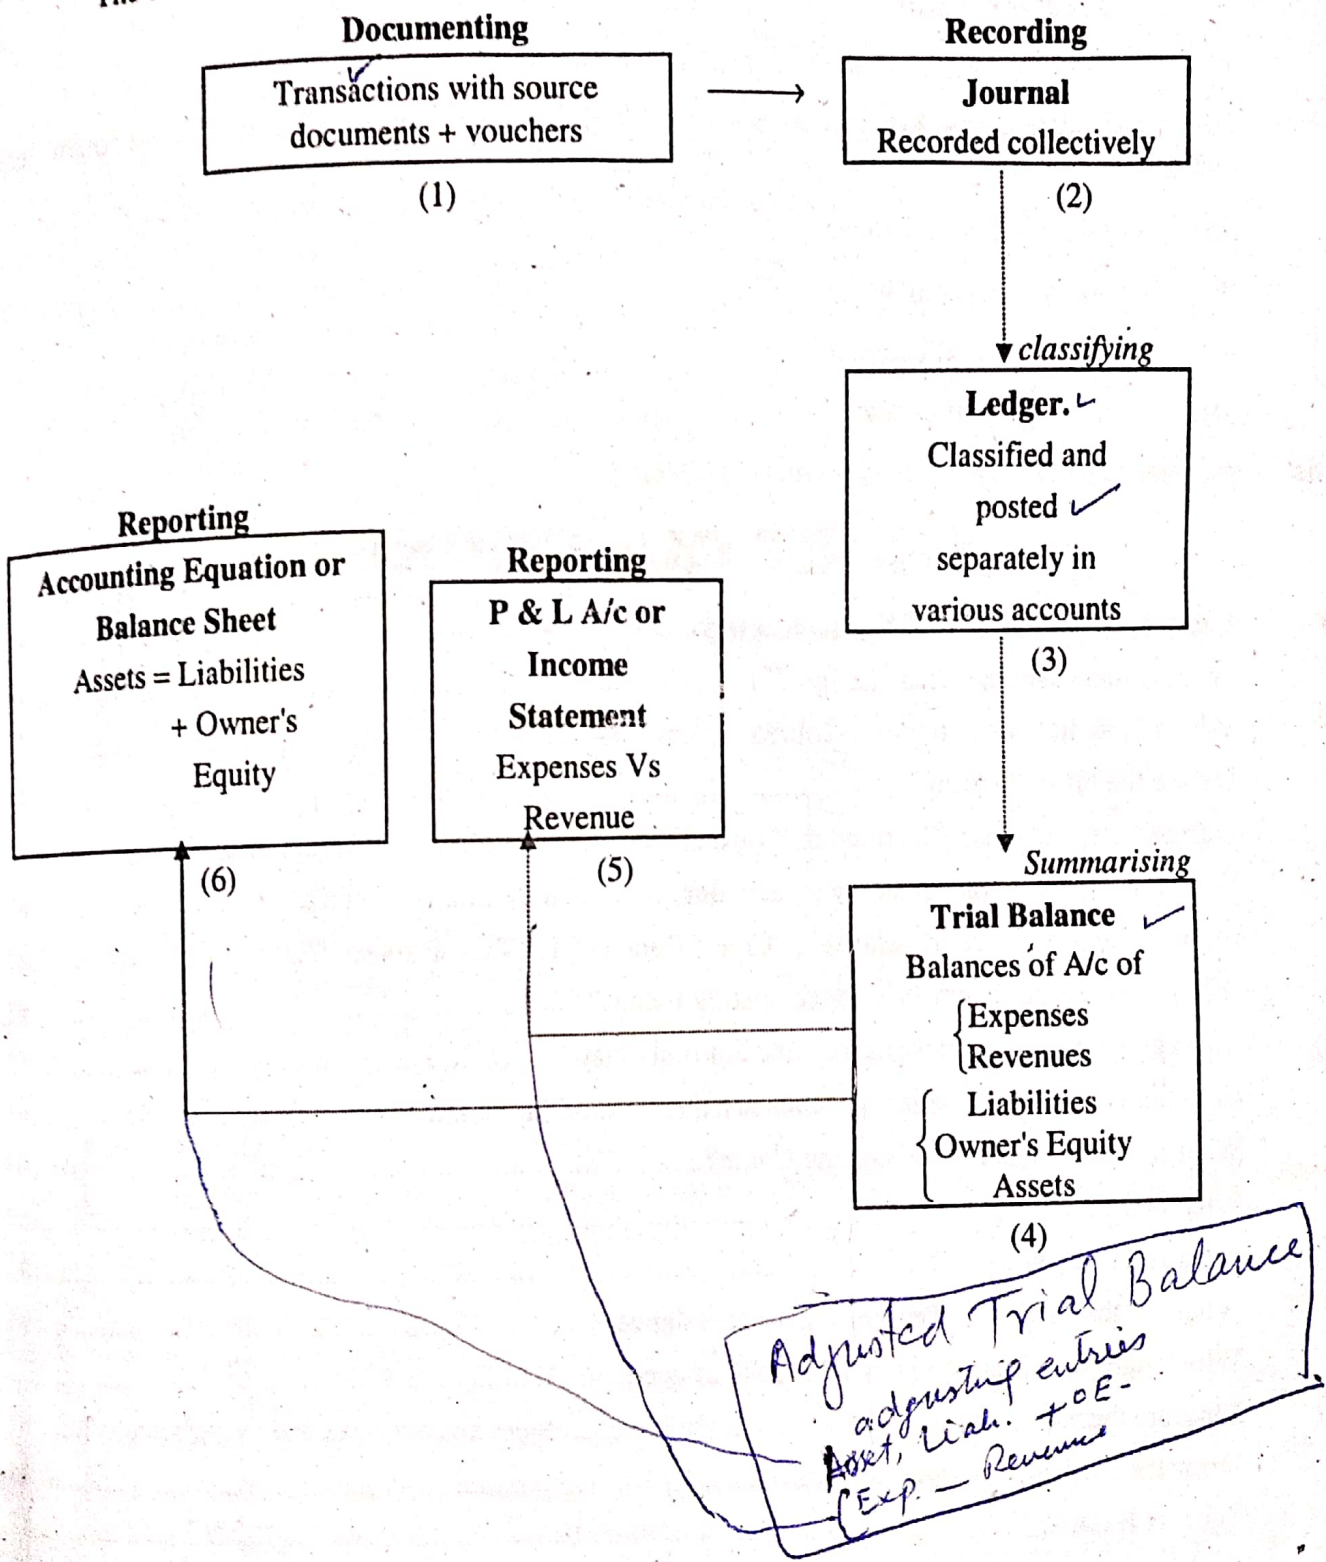 Documenting
Transactions with source
documents + vouchers
(1)
Recording
Journal
Recorded collectively
(2)
classifying
Ledger.
Classified and
posted
separately in
various accounts
(3)
Reporting
Accounting Equation or
Balance Sheet
Assets = Liabilities
+ Owner's
Equity
(6)
Reporting
P & L A/c or
Income
Statement
Expenses Vs
Revenue
(5)
Summarising
Trial Balance
Balances of A/c of
Expenses
Revenues
Liabilities
Owner's Equity
Assets
(4)
Adjusted Trial Balance
adjusting entries
Asset, Liab. + OE-
Exp. — Revenue